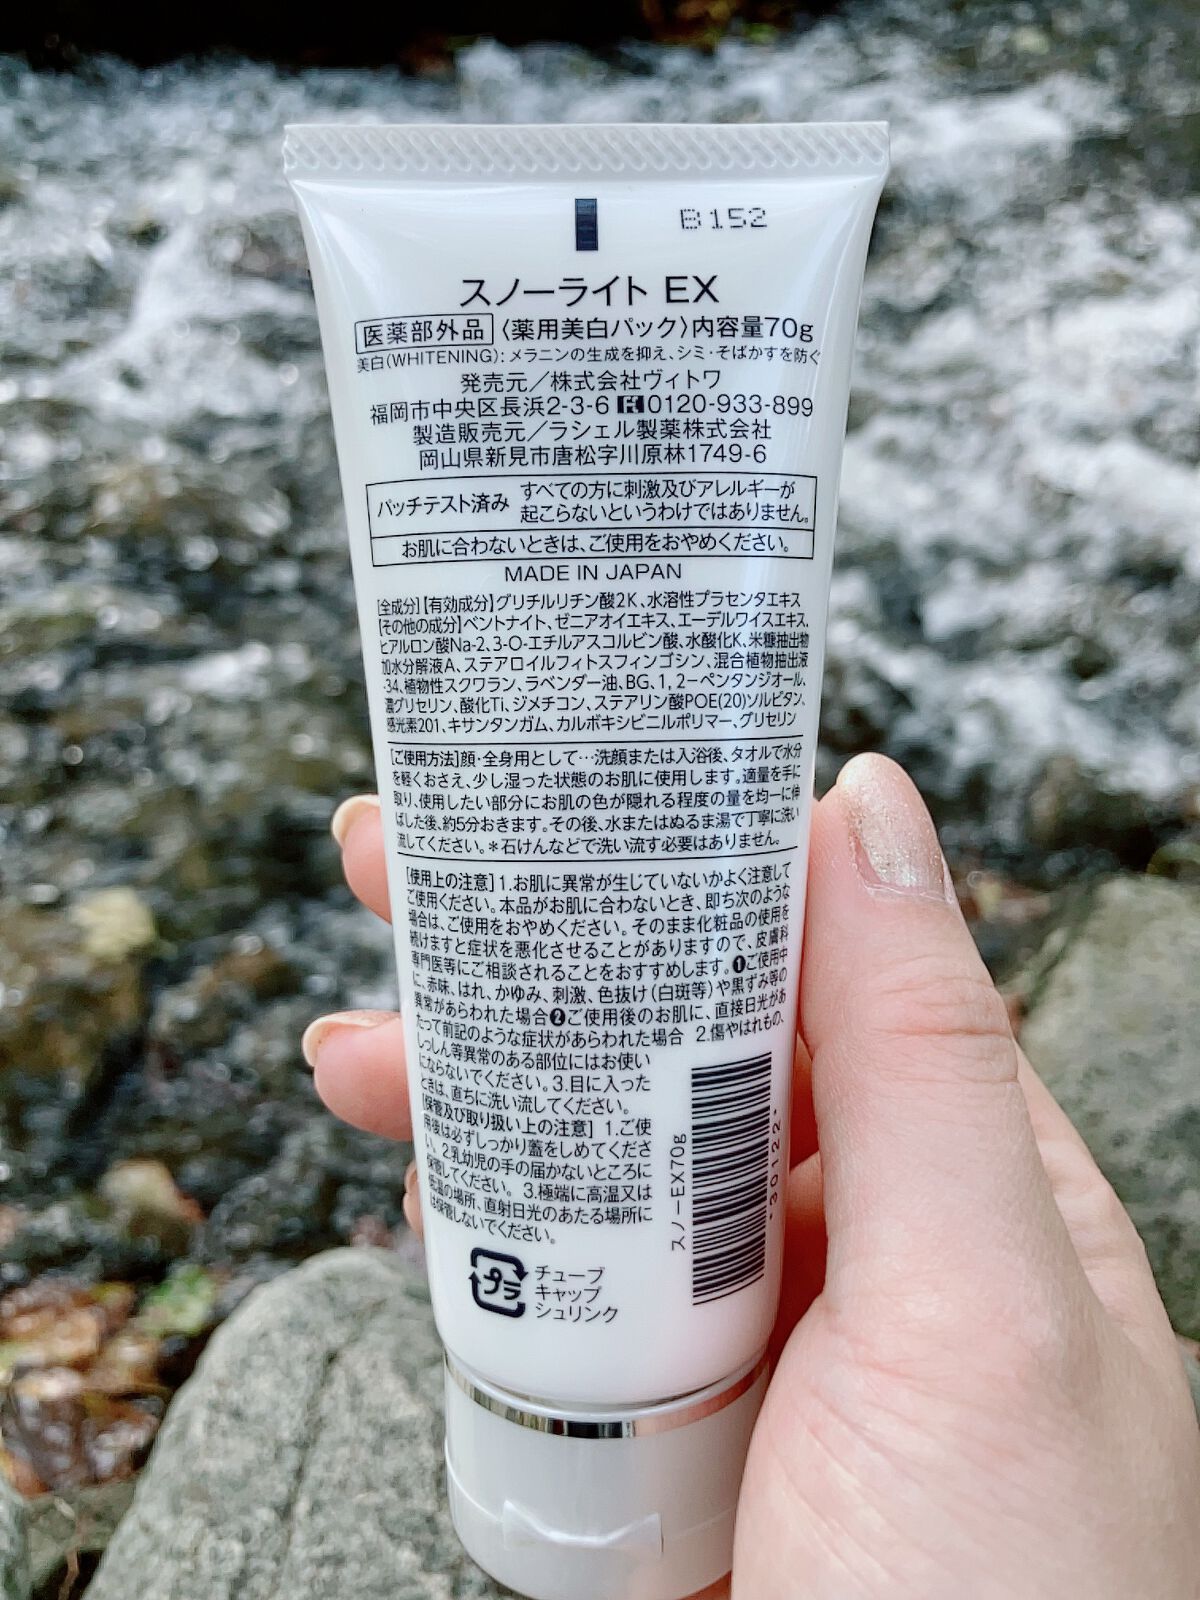 B152
スノーライト EX
医薬部外品 〈薬用美白パック〉内容量70g
美白(WHITENING): メラニンの生成を抑え、シミ・そばかすを防ぐ
発売元／株式会社ヴィトワ
福岡市中央区長浜2-3-6 0120-933-899
製造販売元／ラシェル製薬株式会社
岡山県新見市唐松字川原林1749-6
パッチテスト済み すべての方に刺激及びアレルギーが
起こらないというわけではありません。
お肌に合わないときは、ご使用をおやめください。
MADE IN JAPAN
[全成分]【有効成分】グリチルリチン酸2K、水溶性プラセンタエキス
【その他の成分】ベントナイト、ゼニアオイエキス、エーデルワイスエキス、
ヒアルロン酸Na-2、3-O-エチルアスコルビン酸、水酸化K、米糠抽出物
加水分解液A、ステアロイルフィトスフィンゴシン、混合植物抽出液
-34、植物性スクワラン、ラベンダー油、BG、1,2-ペンタンジオール、
濃グリセリン、酸化Ti、ジメチコン、ステアリン酸POE(20)ソルビタン、
感光素201、キサンタンガム、カルボキシビニルポリマー、グリセリン
[ご使用方法]顔・全身用として…洗顔または入浴後、タオルで水分
を軽くおさえ、少し湿った状態のお肌に使用します。適量を手に
取り、使用したい部分にお肌の色が隠れる程度の量を均一に伸
ばした後、約5分おきます。その後、水またはぬるま湯で丁寧に洗い
流してください。＊石けんなどで洗い流す必要はありません。
[使用上の注意] 1.お肌に異常が生じていないかよく注意して
ご使用ください。本品がお肌に合わないとき、即ち次のような
場合は、ご使用をおやめください。そのまま化粧品の使用を
続けますと症状を悪化させることがありますので、皮膚科
専門医等にご相談されることをおすすめします。❶ご使用中
に、赤味、はれ、かゆみ、刺激、色抜け(白斑等)や黒ずみ等の
異常があらわれた場合❷ご使用後のお肌に、直接日光があ
たって前記のような症状があらわれた場合 2.傷やはれもの、
しっしん等異常のある部位にはお使い
にならないでください。3.目に入った
ときは、直ちに洗い流してください。
[保管及び取り扱い上の注意] 1.ご使
用後は必ずしっかり蓋をしめてくださ
い。2.乳幼児の手の届かないところに
保管してください。 3.極端に高温又は
低温の場所、直射日光のあたる場所に
は保管しないでください。
スノーEX70g
*30122*
プラ
チューブ
キャップ
シュリンク